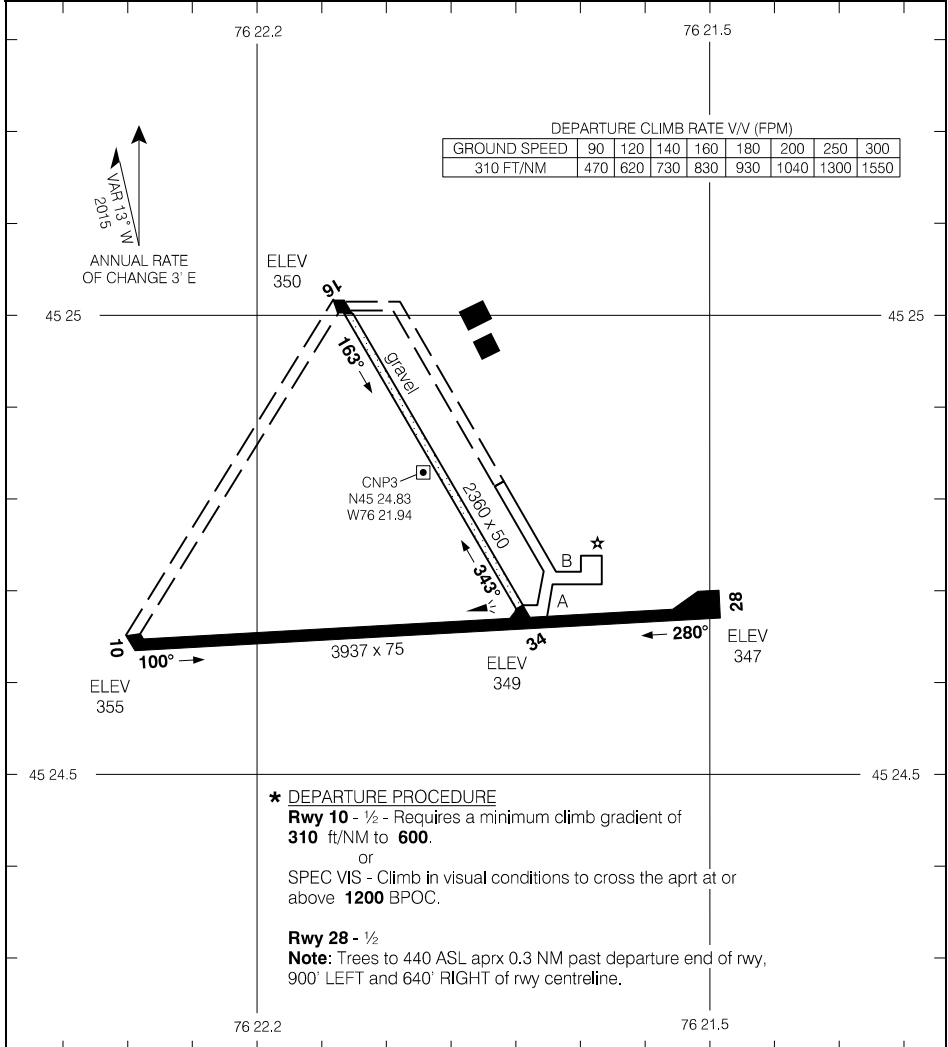 76 22.2
76 21.5
DEPARTURE CLIMB RATE V/V (FPM)
GROUND SPEED 90 120 140 160 180 200 250 300
310 FT/NM 470 620 730 830 930 1040 1300 1550
VAR 13° W
2015
ANNUAL RATE
OF CHANGE 3' E
ELEV
350
16
45 25
45 25
163°
gravel
CNP3
N45 24.83
W76 21.94
2360 x 50
343°
B
A
10
100°
3937 x 75
34
280°
28
ELEV
355
ELEV
349
ELEV
347
45 24.5
45 24.5
* DEPARTURE PROCEDURE
Rwy 10 - ½ - Requires a minimum climb gradient of
310 ft/NM to 600.
or
SPEC VIS - Climb in visual conditions to cross the aprt at or
above 1200 BPOC.
Rwy 28 - ½
Note: Trees to 440 ASL aprx 0.3 NM past departure end of rwy,
900' LEFT and 640' RIGHT of rwy centreline.
76 22.2
76 21.5